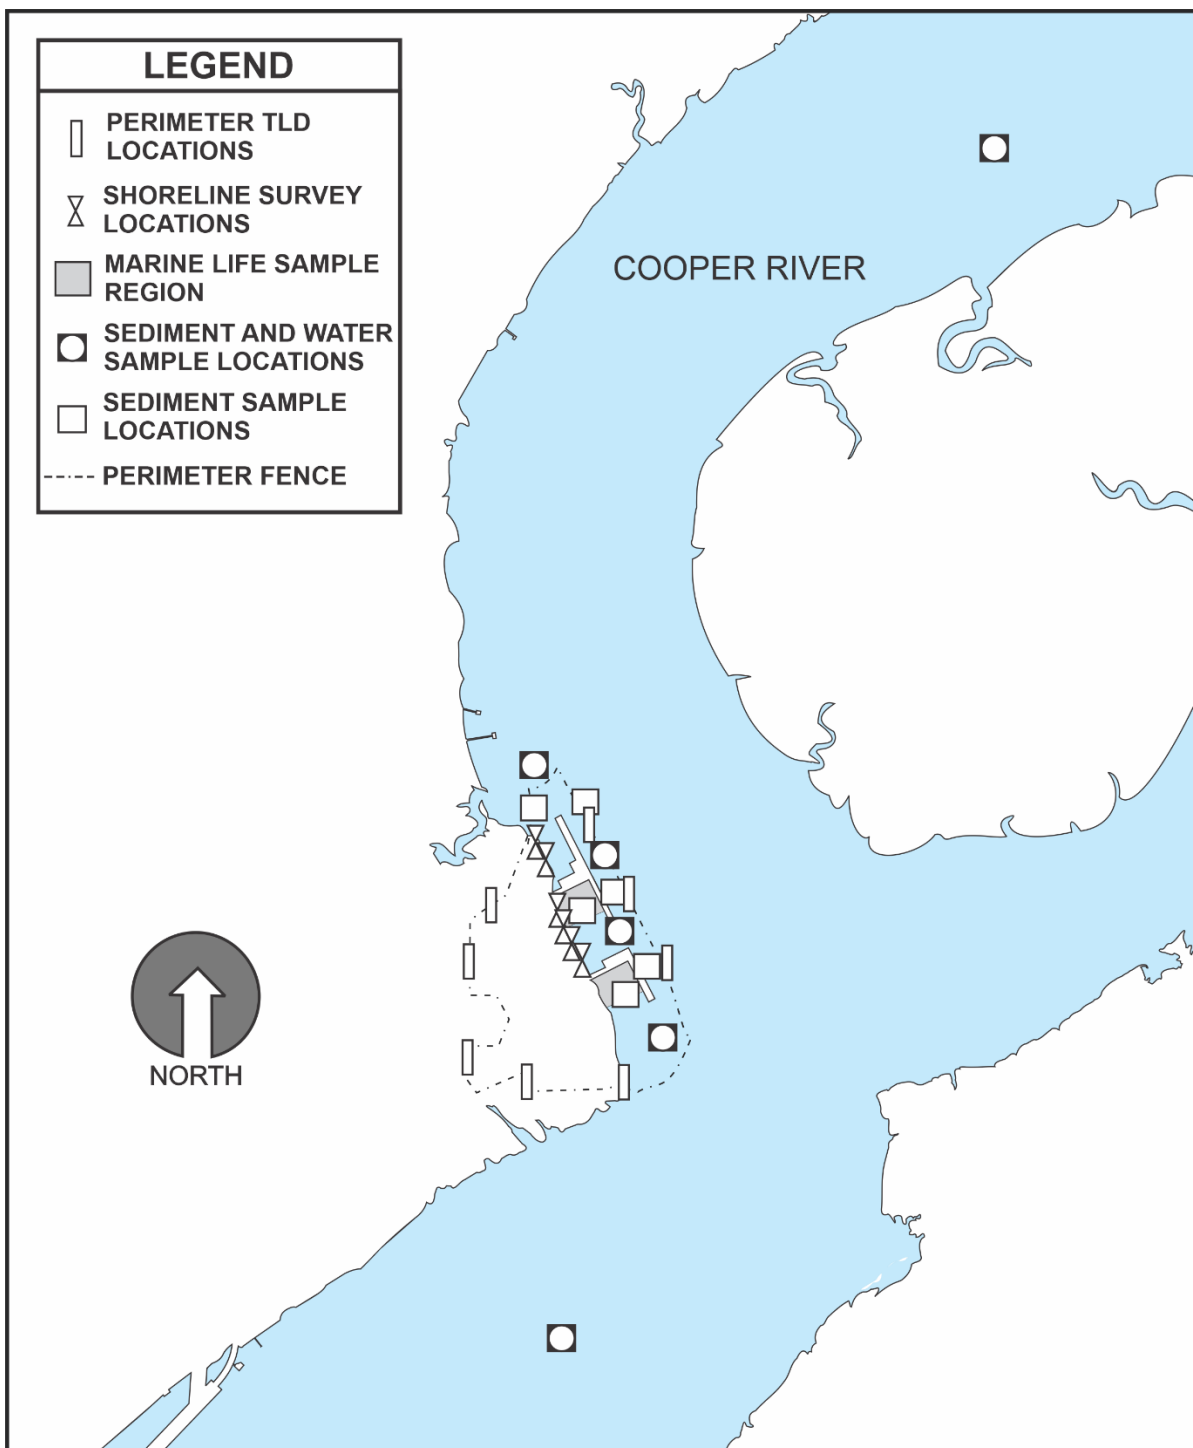 LEGEND
PERIMETER TLD
LOCATIONS
SHORELINE SURVEY
LOCATIONS
MARINE LIFE SAMPLE
REGION
SEDIMENT AND WATER
SAMPLE LOCATIONS
SEDIMENT SAMPLE
LOCATIONS
PERIMETER FENCE
COOPER RIVER
NORTH